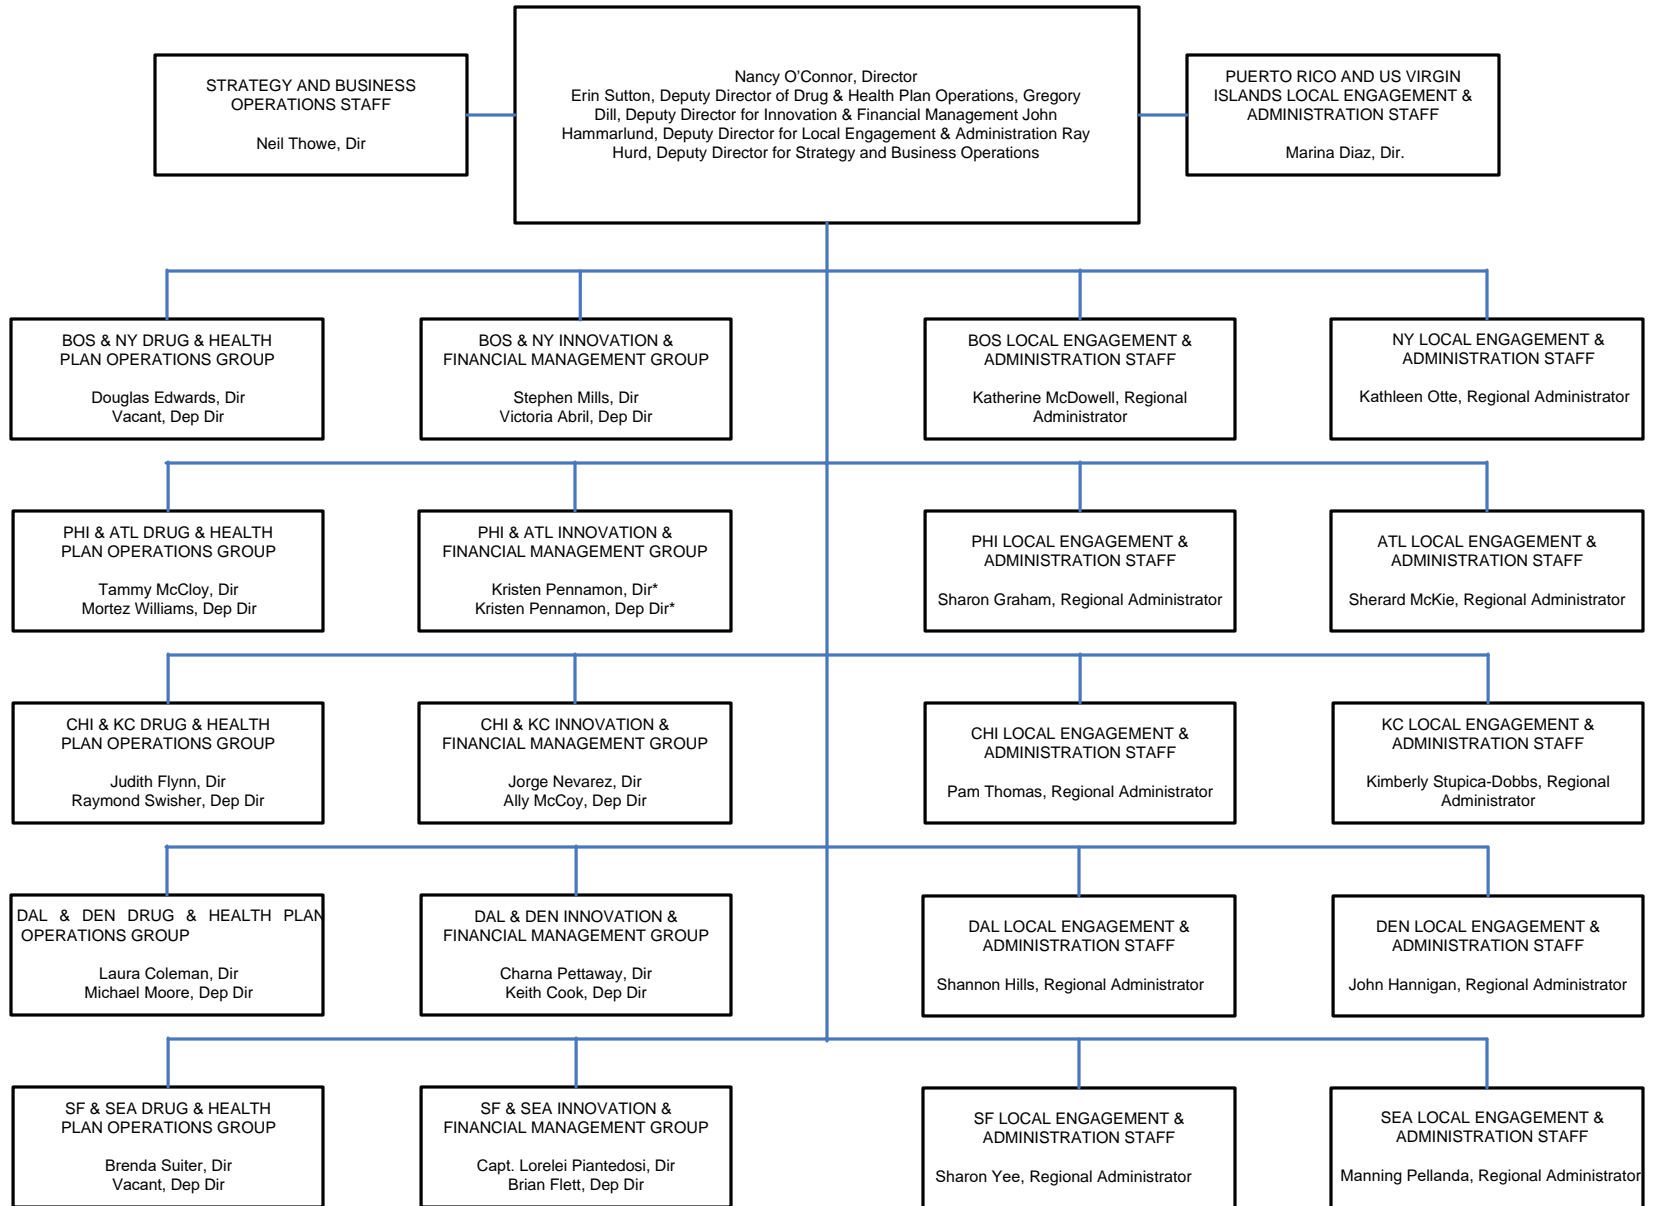 STRATEGY AND BUSINESS
OPERATIONS STAFF
Neil Thowe, Dir
Nancy O'Connor, Director
Erin Sutton, Deputy Director of Drug & Health Plan Operations, Gregory
Dill, Deputy Director for Innovation & Financial Management John
Hammarlund, Deputy Director for Local Engagement & Administration Ray
Hurd, Deputy Director for Strategy and Business Operations
PUERTO RICO AND US VIRGIN
ISLANDS LOCAL ENGAGEMENT &
ADMINISTRATION STAFF
Marina Diaz, Dir.
BOS & NY DRUG & HEALTH
PLAN OPERATIONS GROUP
Douglas Edwards, Dir
Vacant, Dep Dir
BOS & NY INNOVATION &
FINANCIAL MANAGEMENT GROUP
Stephen Mills, Dir
Victoria Abril, Dep Dir
BOS LOCAL ENGAGEMENT &
ADMINISTRATION STAFF
Katherine McDowell, Regional
Administrator
NY LOCAL ENGAGEMENT &
ADMINISTRATION STAFF
Kathleen Otte, Regional Administrator
PHI & ATL DRUG & HEALTH
PLAN OPERATIONS GROUP
Tammy McCloy, Dir
Mortez Williams, Dep Dir
PHI & ATL INNOVATION &
FINANCIAL MANAGEMENT GROUP
Kristen Pennamon, Dir*
Kristen Pennamon, Dep Dir*
PHI LOCAL ENGAGEMENT &
ADMINISTRATION STAFF
Sharon Graham, Regional Administrator
ATL LOCAL ENGAGEMENT &
ADMINISTRATION STAFF
Sherard McKie, Regional Administrator
CHI & KC DRUG & HEALTH
PLAN OPERATIONS GROUP
Judith Flynn, Dir
Raymond Swisher, Dep Dir
CHI & KC INNOVATION &
FINANCIAL MANAGEMENT GROUP
Jorge Nevarez, Dir
Ally McCoy, Dep Dir
CHI LOCAL ENGAGEMENT &
ADMINISTRATION STAFF
Pam Thomas, Regional Administrator
KC LOCAL ENGAGEMENT &
ADMINISTRATION STAFF
Kimberly Stupica-Dobbs, Regional
Administrator
DAL & DEN DRUG & HEALTH PLAN
OPERATIONS GROUP
Laura Coleman, Dir
Michael Moore, Dep Dir
DAL & DEN INNOVATION &
FINANCIAL MANAGEMENT GROUP
Charna Pettaway, Dir
Keith Cook, Dep Dir
DAL LOCAL ENGAGEMENT &
ADMINISTRATION STAFF
Shannon Hills, Regional Administrator
DEN LOCAL ENGAGEMENT &
ADMINISTRATION STAFF
John Hannigan, Regional Administrator
SF & SEA DRUG & HEALTH
PLAN OPERATIONS GROUP
Brenda Suiter, Dir
Vacant, Dep Dir
SF & SEA INNOVATION &
FINANCIAL MANAGEMENT GROUP
Capt. Lorelei Piantedosi, Dir
Brian Flett, Dep Dir
SF LOCAL ENGAGEMENT &
ADMINISTRATION STAFF
Sharon Yee, Regional Administrator
SEA LOCAL ENGAGEMENT &
ADMINISTRATION STAFF
Manning Pellanda, Regional Administrator